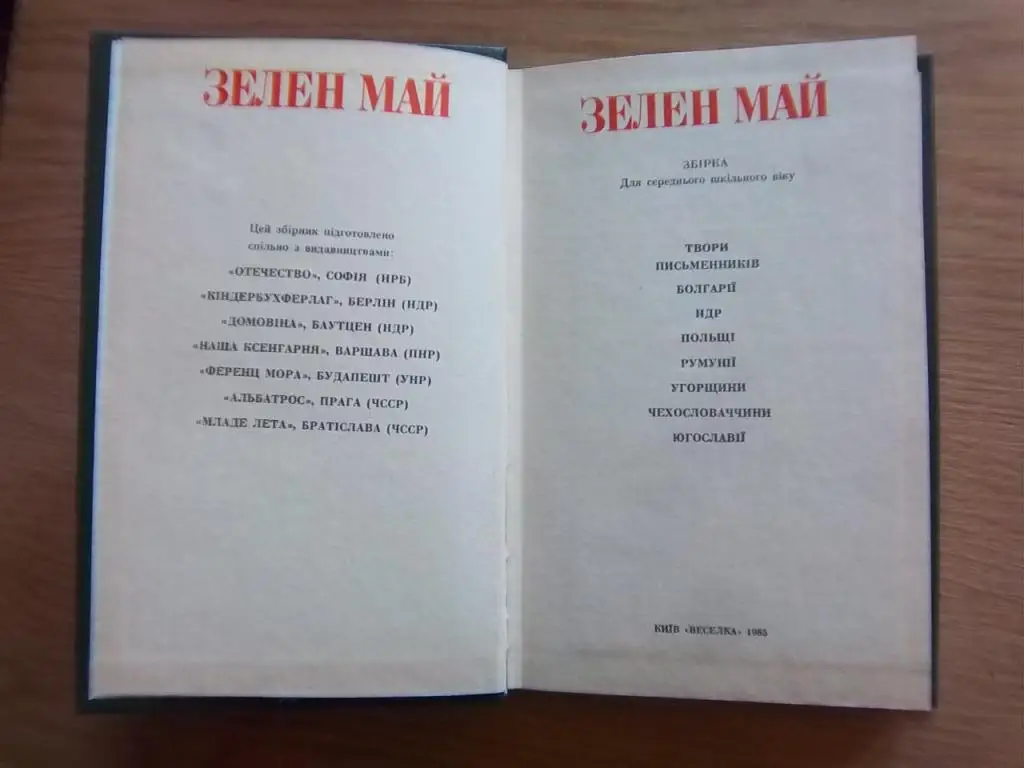 ЗЕЛЕН МАЙ
Цей збірник підготовлено
спільно з видавництвами:
«ОТЕЧЕСТВО», СОФІЯ (НРБ)
«КІНДЕРБУХФЕРЛАГ», БЕРЛІН (НДР)
«ДОМОВІНА», БАУТЦЕН (НДР)
«НАША КСЕНГАРНЯ», ВАРШАВА (ПНР)
«ФЕРЕНЦ МОРА», БУДАПЕШТ (УНР)
«АЛЬБАТРОС», ПРАГА (ЧССР)
«МЛАДЕ ЛЕТА», БРАТІСЛАВА (ЧССР)
ЗЕЛЕН МАЙ
ЗБІРКА
Для середнього шкільного віку
ТВОРИ
ПИСЬМЕННИКІВ
БОЛГАРІЇ
НДР
ПОЛЬЩІ
РУМУНІЇ
УГОРЩИНИ
ЧЕХОСЛОВАЧЧИНИ
ЮГОСЛАВІЇ
КИЇВ «ВЕСЕЛКА» 1985